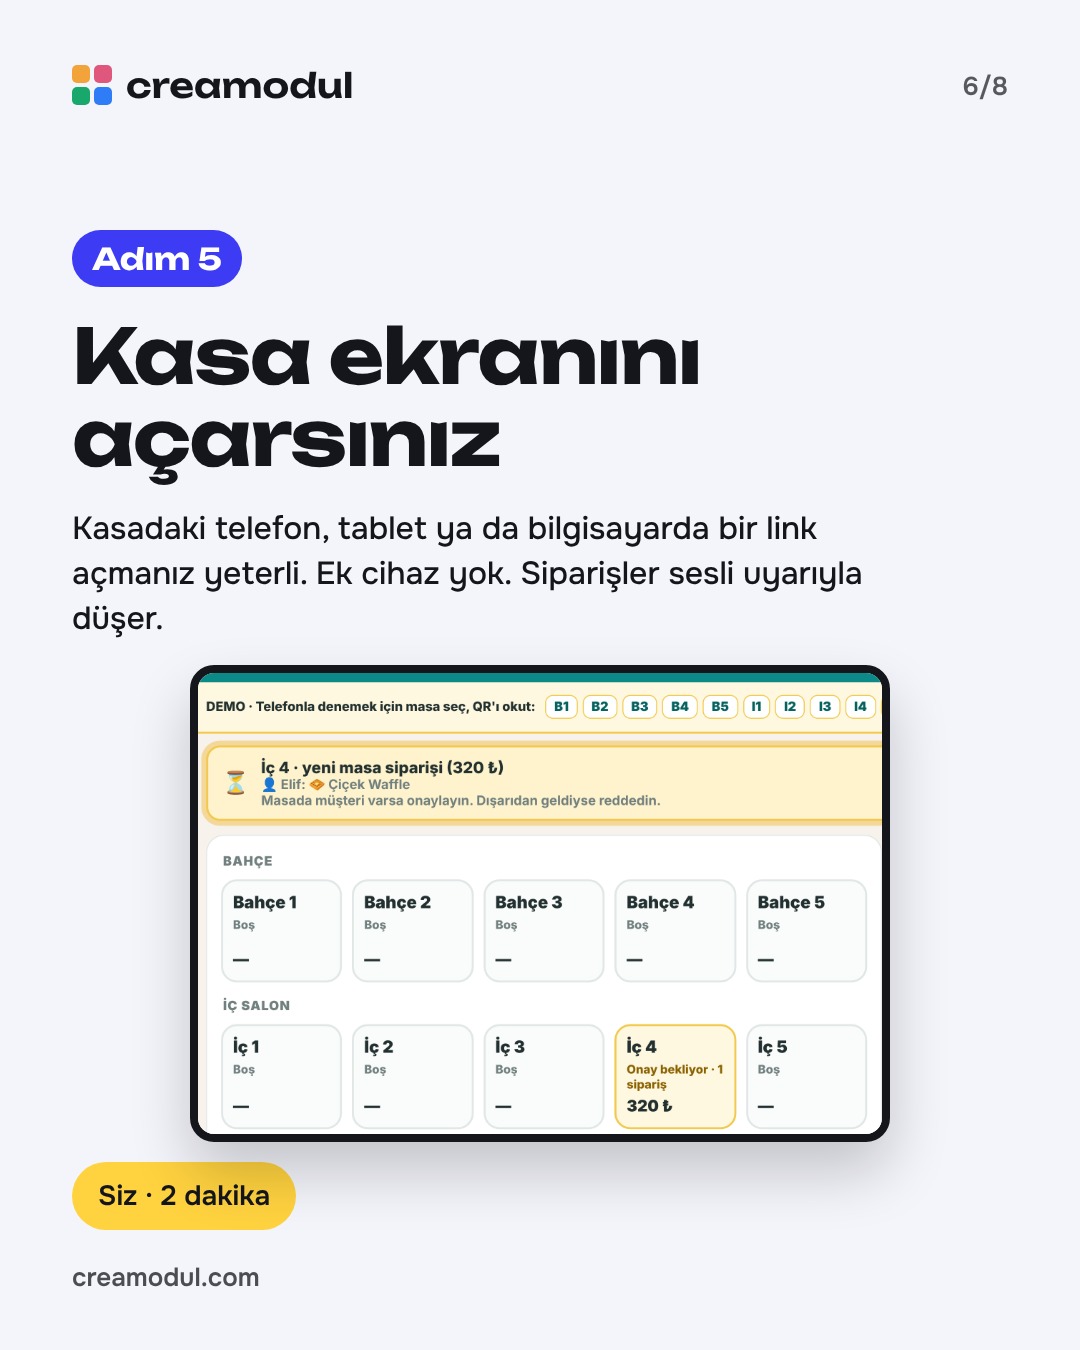 creamodul
6/8
Adım 5
Kasa ekranını
açarsınız
Kasadaki telefon, tablet ya da bilgisayarda bir link
açmanız yeterli. Ek cihaz yok. Siparişler sesli uyarıyla
düşer.
DEMO · Telefonla denemek için masa seç, QR'ı okut: B1 B2 B3 B4 B5 I1 I2 I3 I4
İç 4 · yeni masa siparişi (320 ₺)
Elif: Çiçek Waffle
Masada müşteri varsa onaylayın. Dışarıdan geldiyse reddedin.
BAHÇE
Bahçe 1 Bahçe 2 Bahçe 3 Bahçe 4 Bahçe 5
Boş Boş Boş Boş Boş
— — — — —
İÇ SALON
İç 1 İç 2 İç 3 İç 4 İç 5
Boş Boş Boş Onay bekliyor · 1 Boş
sipariş
— — — 320 ₺ —
Siz · 2 dakika
creamodul.com